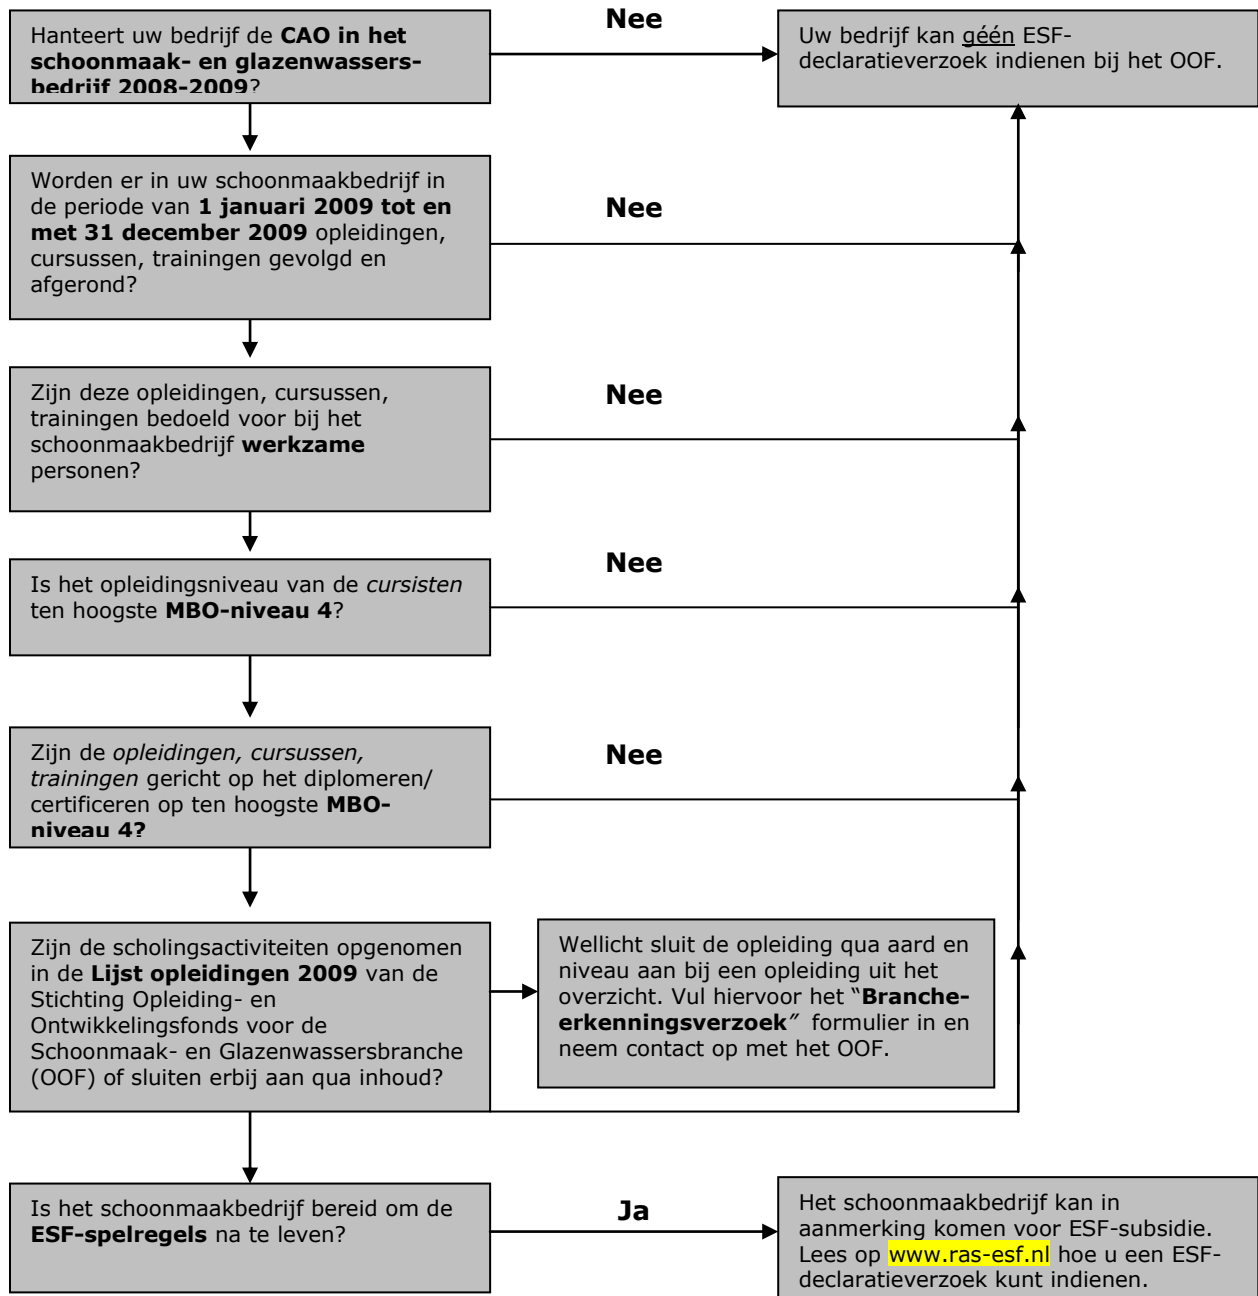 Nee
Hanteert uw bedrijf de CAO in het
schoonmaak- en glazenwassers-
bedrijf 2008-2009?
Uw bedrijf kan géén ESF-
declaratieverzoek indienen bij het OOF.
Worden er in uw schoonmaakbedrijf in
de periode van 1 januari 2009 tot en
met 31 december 2009 opleidingen,
cursussen, trainingen gevolgd en
afgerond?
Nee
Zijn deze opleidingen, cursussen,
trainingen bedoeld voor bij het
schoonmaakbedrijf werkzame
personen?
Nee
Is het opleidingsniveau van de cursisten
ten hoogste MBO-niveau 4?
Nee
Zijn de opleidingen, cursussen,
trainingen gericht op het diplomeren/
certificeren op ten hoogste MBO-
niveau 4?
Nee
Zijn de scholingsactiviteiten opgenomen
in de Lijst opleidingen 2009 van de
Stichting Opleiding- en
Ontwikkelingsfonds voor de
Schoonmaak- en Glazenwassersbranche
(OOF) of sluiten erbij aan qua inhoud?
Wellicht sluit de opleiding qua aard en
niveau aan bij een opleiding uit het
overzicht. Vul hiervoor het “Branche-
erkenningsverzoek” formulier in en
neem contact op met het OOF.
Is het schoonmaakbedrijf bereid om de
ESF-spelregels na te leven?
Ja
Het schoonmaakbedrijf kan in
aanmerking komen voor ESF-subsidie.
Lees op www.ras-esf.nl hoe u een ESF-
declaratieverzoek kunt indienen.